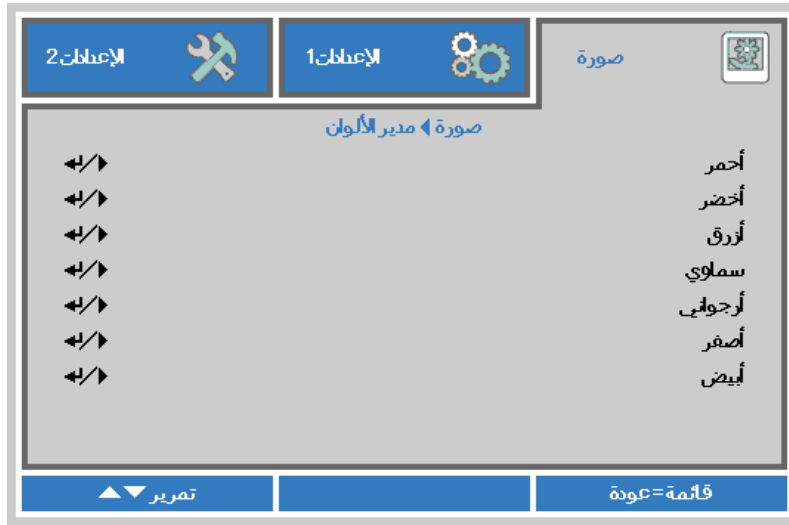 صورة
الإعدادات1
الإعدادات2
صورة ◀ مدير الألوان
أحمر
أخضر
أزرق
سماوي
أرجواني
أصفر
أبيض
قائمة=عودة
تمرير ▼▲